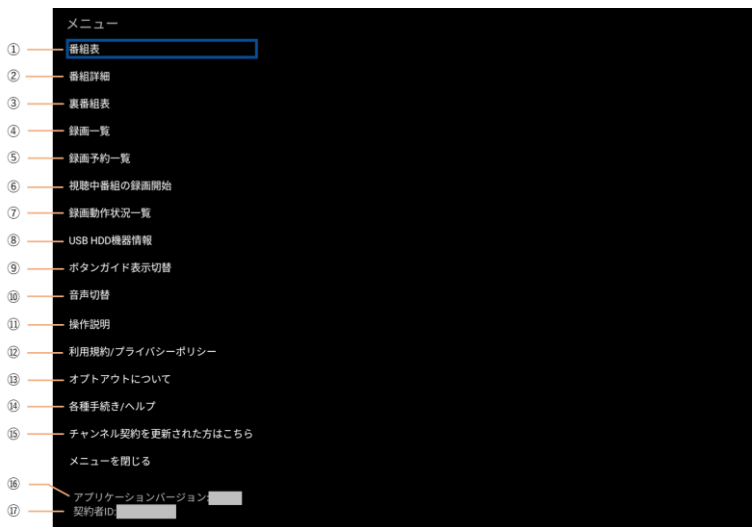 メニュー
① 番組表
② 番組詳細
③ 裏番組表
④ 録画一覧
⑤ 録画予約一覧
⑥ 視聴中番組の録画開始
⑦ 録画動作状況一覧
⑧ USB HDD機器情報
⑨ ボタンガイド表示切替
⑩ 音声切替
⑪ 操作説明
⑫ 利用規約/プライバシーポリシー
⑬ オプトアウトについて
⑭ 各種手続き/ヘルプ
⑮ チャンネル契約を更新された方はこちら
メニューを閉じる
⑯ アプリケーションバージョン:
⑰ 契約者ID: